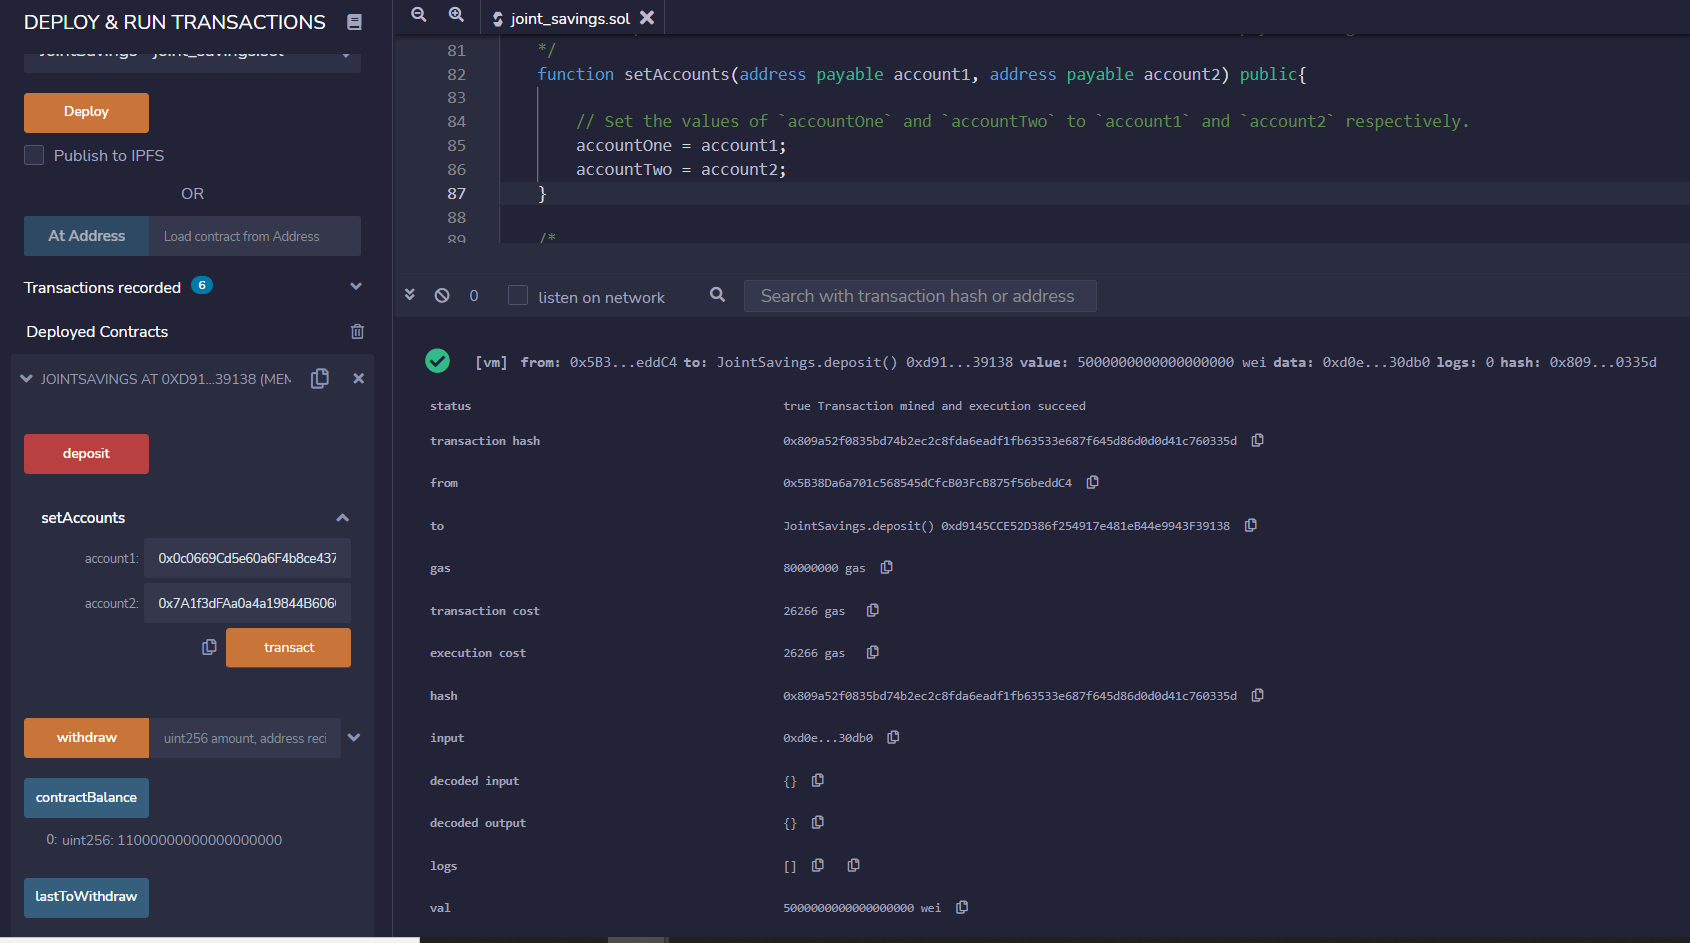 DEPLOY & RUN TRANSACTIONS
JointSavings - joint_savings.sol
Deploy
Publish to IPFS
OR
At Address
Load contract from Address
Transactions recorded 6
Deployed Contracts
JOINTSAVINGS AT 0XD91...39138 (MEM
deposit
setAccounts
account1: 0x0c0669Cd5e60a6F4b8ce437
account2: 0x7A1f3dFAa0a4a19844B606
transact
withdraw
uint256 amount, address reci
contractBalance
0: uint256: 11000000000000000000
lastToWithdraw
joint_savings.sol
81 */
82 function setAccounts(address payable account1, address payable account2) public{
83
84 // Set the values of `accountOne` and `accountTwo` to `account1` and `account2` respectively.
85 accountOne = account1;
86 accountTwo = account2;
87 }
88
89 /*
0 listen on network Search with transaction hash or address
[vm] from: 0x5B3...eddC4 to: JointSavings.deposit() 0xd91...39138 value: 5000000000000000000 wei data: 0xd0e...30db0 logs: 0 hash: 0x809...0335d
status true Transaction mined and execution succeed
transaction hash 0x809a52f0835bd74b2ec2c8fda6eadf1fb63533e687f645d86d0d0d41c760335d
from 0x5B38Da6a701c568545dCfcB03FcB875f56beddC4
to JointSavings.deposit() 0xd9145CCE52D386f254917e481eB44e9943F39138
gas 80000000 gas
transaction cost 26266 gas
execution cost 26266 gas
hash 0x809a52f0835bd74b2ec2c8fda6eadf1fb63533e687f645d86d0d0d41c760335d
input 0xd0e...30db0
decoded input {}
decoded output {}
logs []
val 5000000000000000000 wei